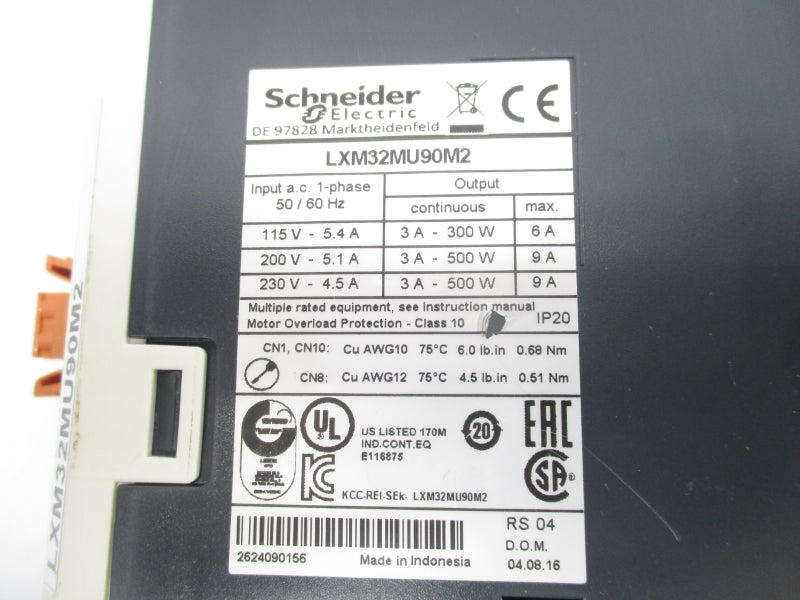 Schneider
Electric
DE 97828 Marktheidenfeld
CE
LXM32MU90M2
Input a.c. 1-phase
50 / 60 Hz
Output
continuous
max.
115 V - 5.4 A 3 A - 300 W 6 A
200 V - 5.1 A 3 A - 500 W 9 A
230 V - 4.5 A 3 A - 500 W 9 A
Multiple rated equipment, see instruction manual
Motor Overload Protection - Class 10 IP20
CN1, CN10: Cu AWG10 75°C 6.0 lb.in 0.68 Nm
CN8: Cu AWG12 75°C 4.5 lb.in 0.51 Nm
UL
US LISTED 170M
IND.CONT.EQ
E116875
20
EAC
SA
KC
KCC-REI-SEk- LXM32MU90M2
2624090156
Made in Indonesia
RS 04
D.O.M.
04.08.16
LXM32MU90M2